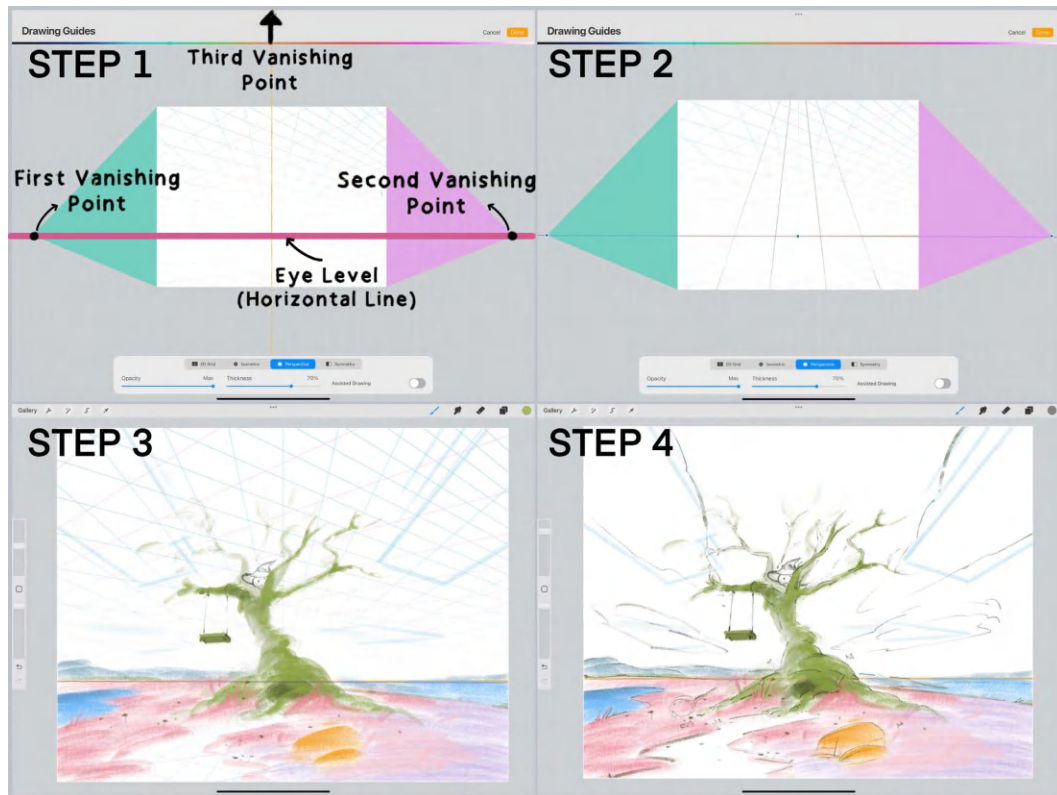 Drawing Guides
Cancel
Done
STEP 1
Third Vanishing
Point
First Vanishing
Point
Second Vanishing
Point
Eye Level
(Horizontal Line)
2D Grid
Isometric
Perspective
Symmetry
Opacity
Max
Thickness
70%
Assisted Drawing
Drawing Guides
Cancel
Done
STEP 2
2D Grid
Isometric
Perspective
Symmetry
Opacity
Max
Thickness
70%
Assisted Drawing
Gallery
STEP 3
Gallery
STEP 4